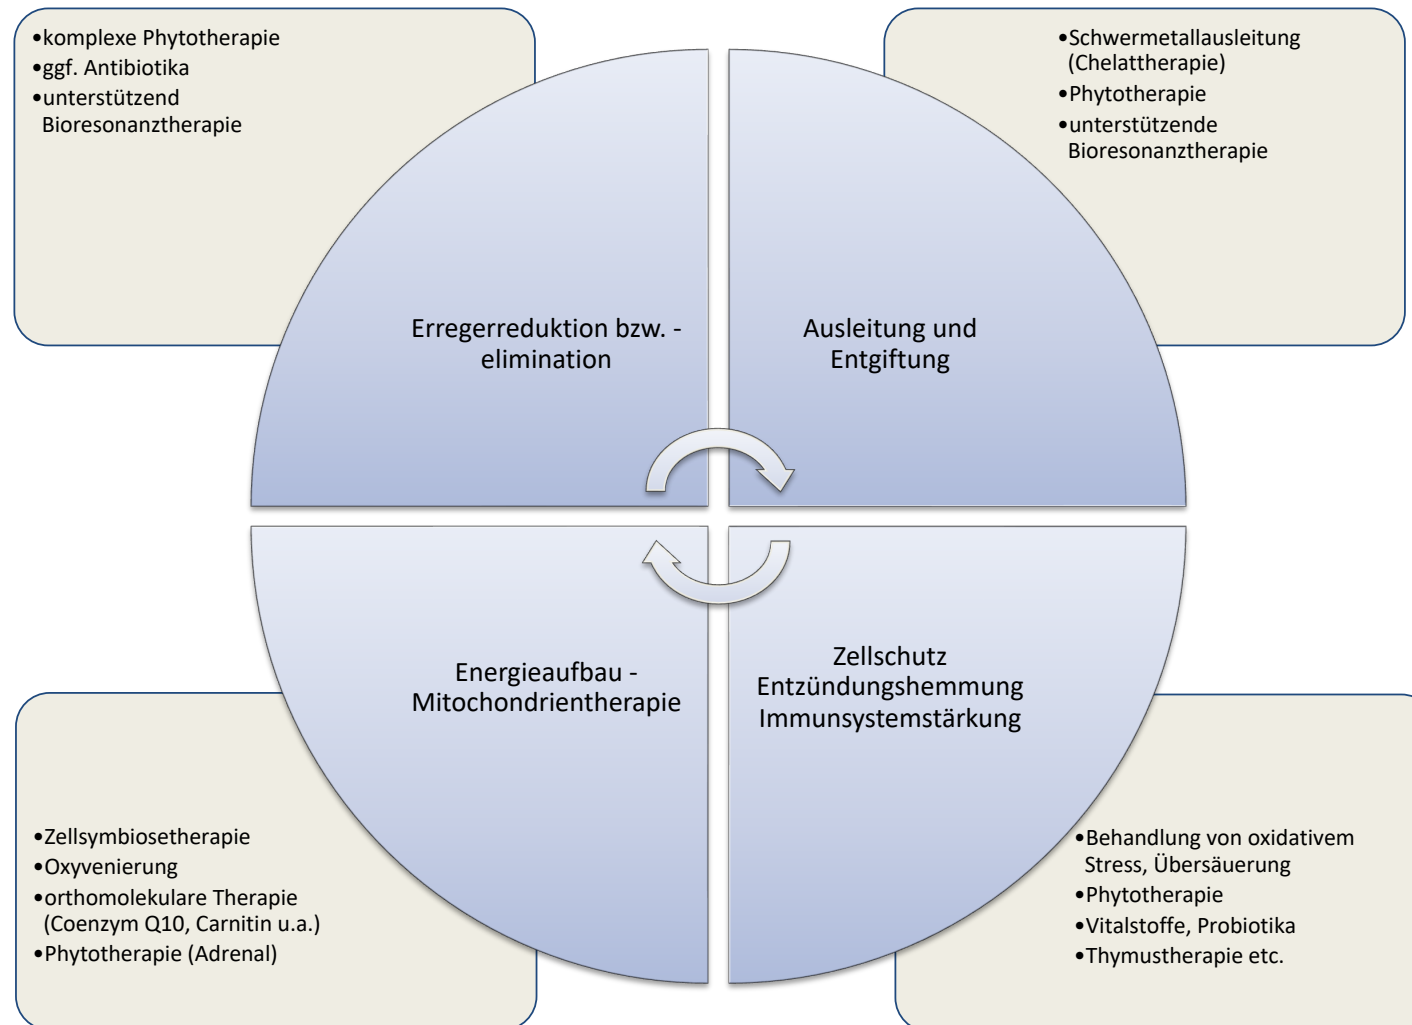 •komplexe Phytotherapie
•ggf. Antibiotika
•unterstützend
Bioresonanztherapie
•Schwermetallausleitung
(Chelattherapie)
•Phytotherapie
•unterstützende
Bioresonanztherapie
Erregerreduktion bzw. -
elimination
Ausleitung und
Entgiftung
Energieaufbau -
Mitochondrientherapie
Zellschutz
Entzündungshemmung
Immunsystemstärkung
•Zellsymbiosetherapie
•Oxyvenierung
•orthomolekulare Therapie
(Coenzym Q10, Carnitin u.a.)
•Phytotherapie (Adrenal)
•Behandlung von oxidativem
Stress, Übersäuerung
•Phytotherapie
•Vitalstoffe, Probiotika
•Thymustherapie etc.